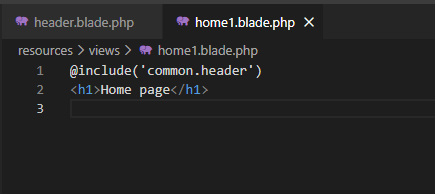 header.blade.php home1.blade.php
resources > views > home1.blade.php
1 @include('common.header')
2 <h1>Home page</h1>
3